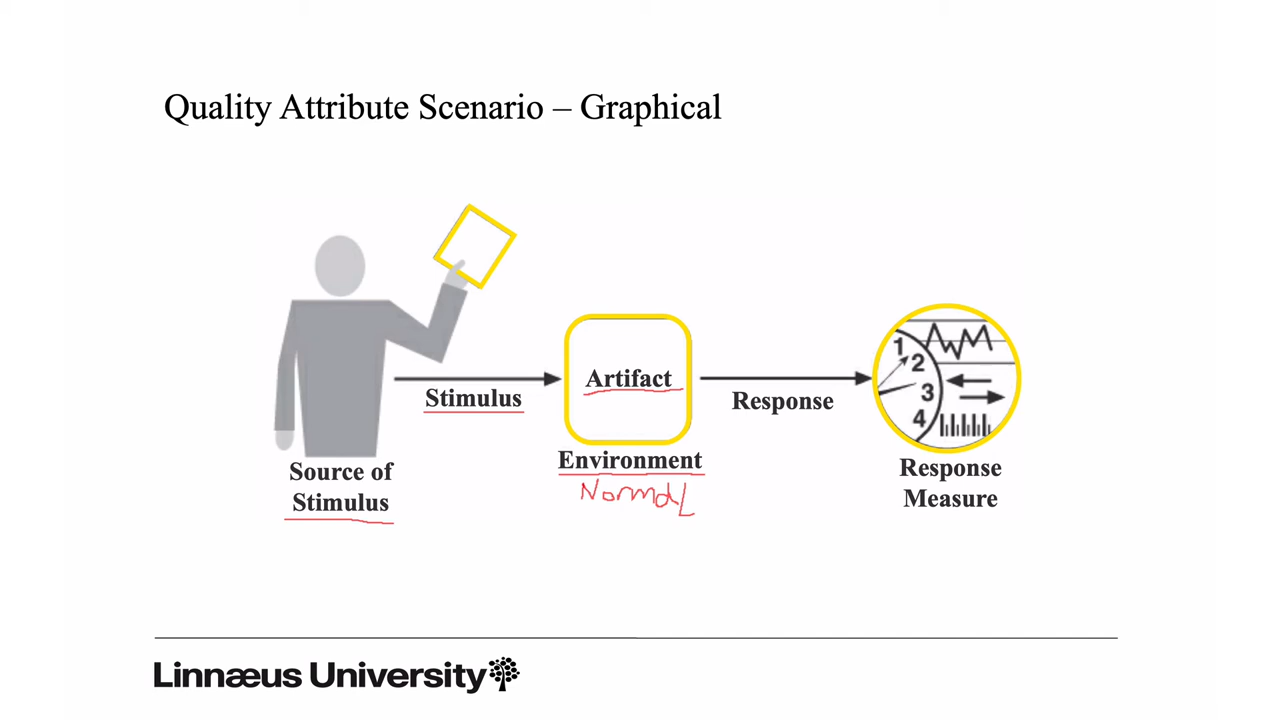 Quality Attribute Scenario – Graphical
Stimulus
Artifact
Response
1
2
3
4
Source of
Stimulus
Environment
Normal
Response
Measure
Linnæus University